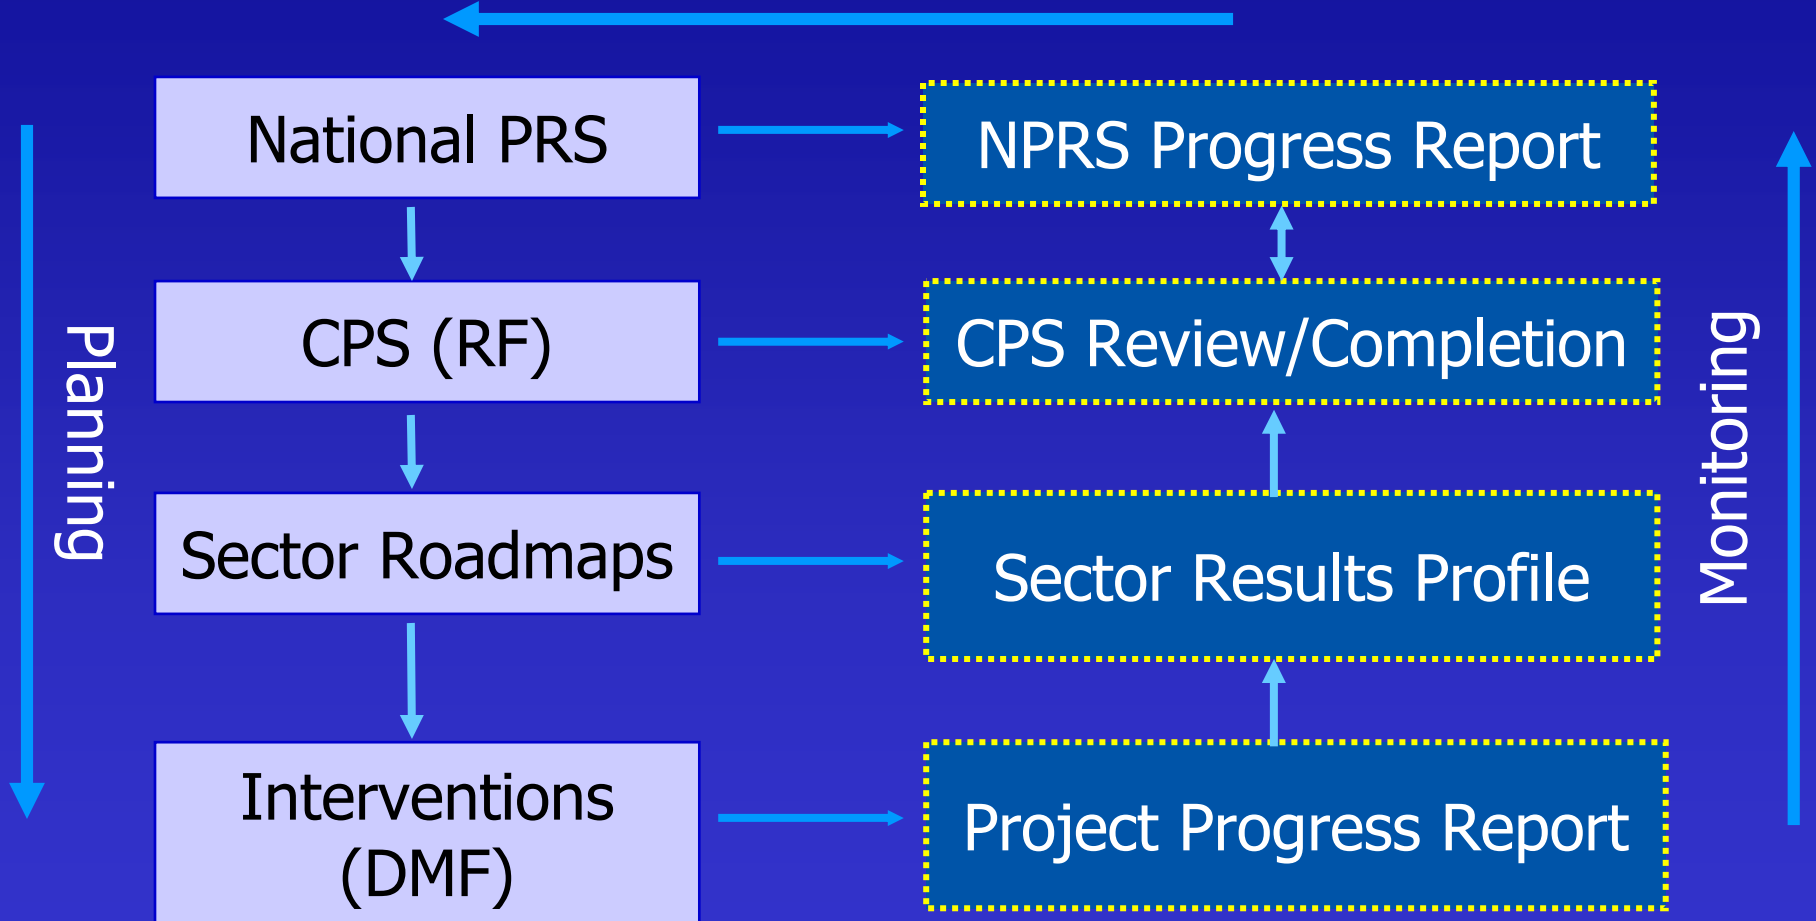 National PRS
NPRS Progress Report
CPS (RF)
CPS Review/Completion
Planning
Monitoring
Sector Roadmaps
Sector Results Profile
Interventions
(DMF)
Project Progress Report